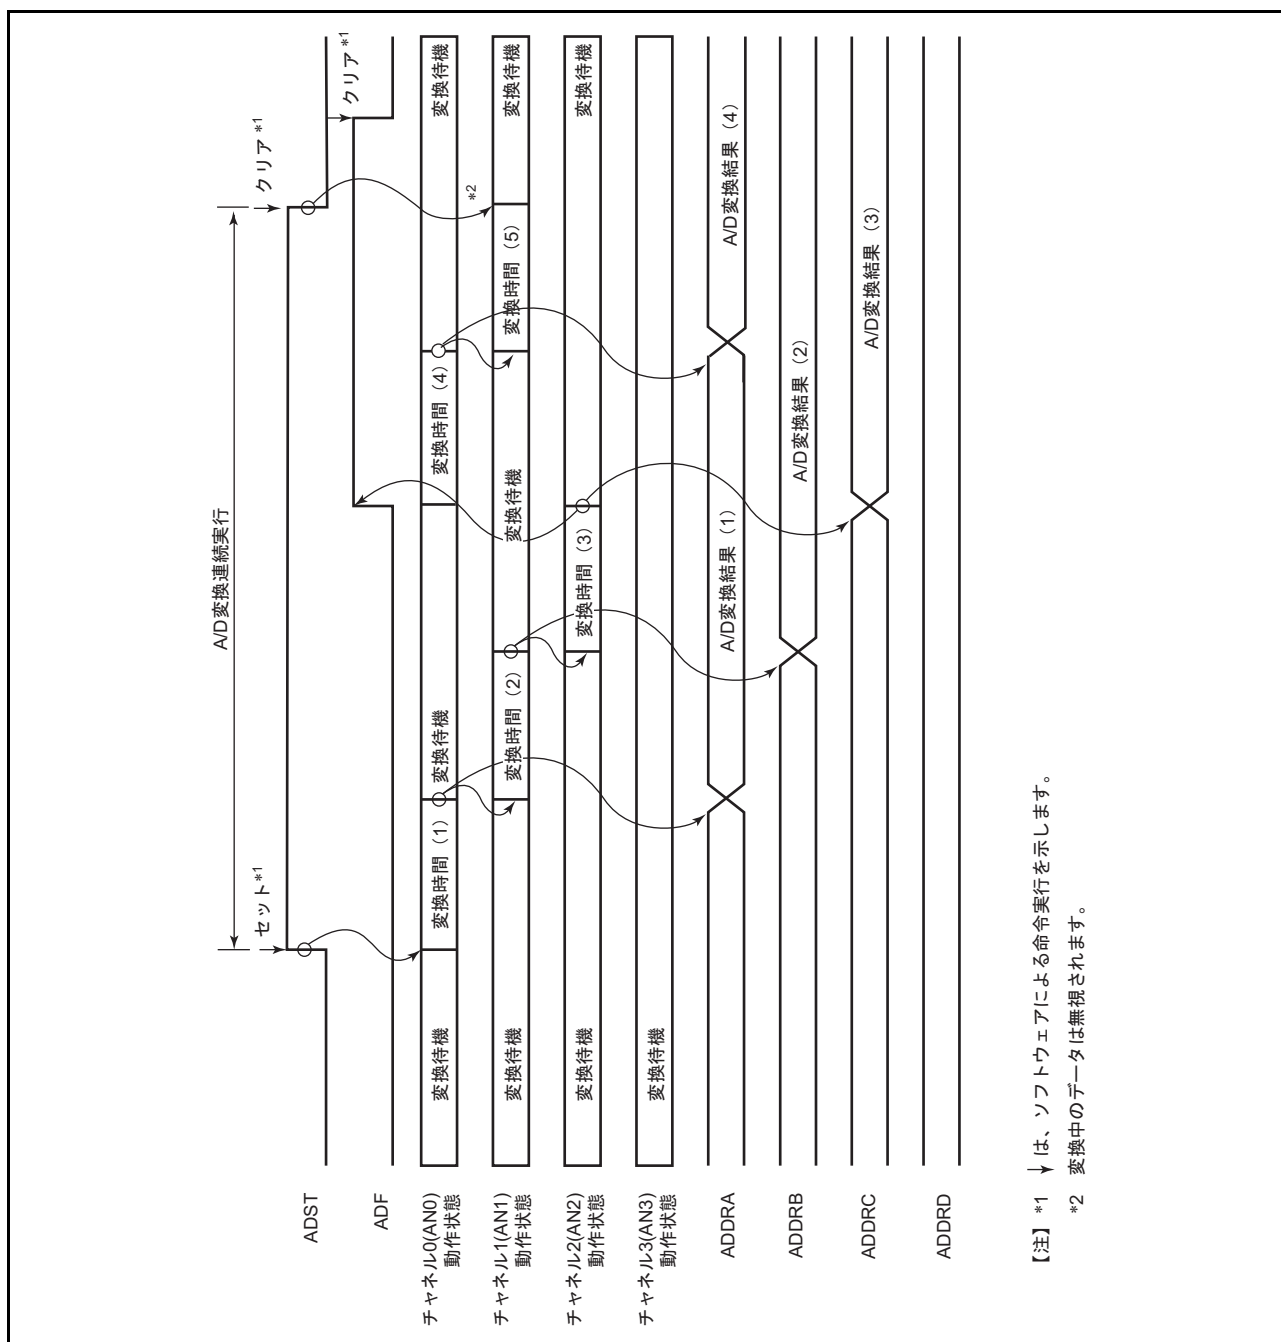 A/D変換連続実行
セット*1
クリア*1
クリア*1
ADST
ADF
チャネル0(AN0)
動作状態
変換待機
変換時間（1）
変換待機
変換時間（4）
変換待機
チャネル1(AN1)
動作状態
変換待機
変換時間（2）
変換待機
変換時間（5）
*2
変換待機
チャネル2(AN2)
動作状態
変換待機
変換時間（3）
変換待機
チャネル3(AN3)
動作状態
変換待機
ADDRA
A/D変換結果（1）
A/D変換結果（4）
ADDRB
A/D変換結果（2）
ADDRC
A/D変換結果（3）
ADDRD
【注】 *1 ↓は、ソフトウェアによる命令実行を示します。
*2 変換中のデータは無視されます。